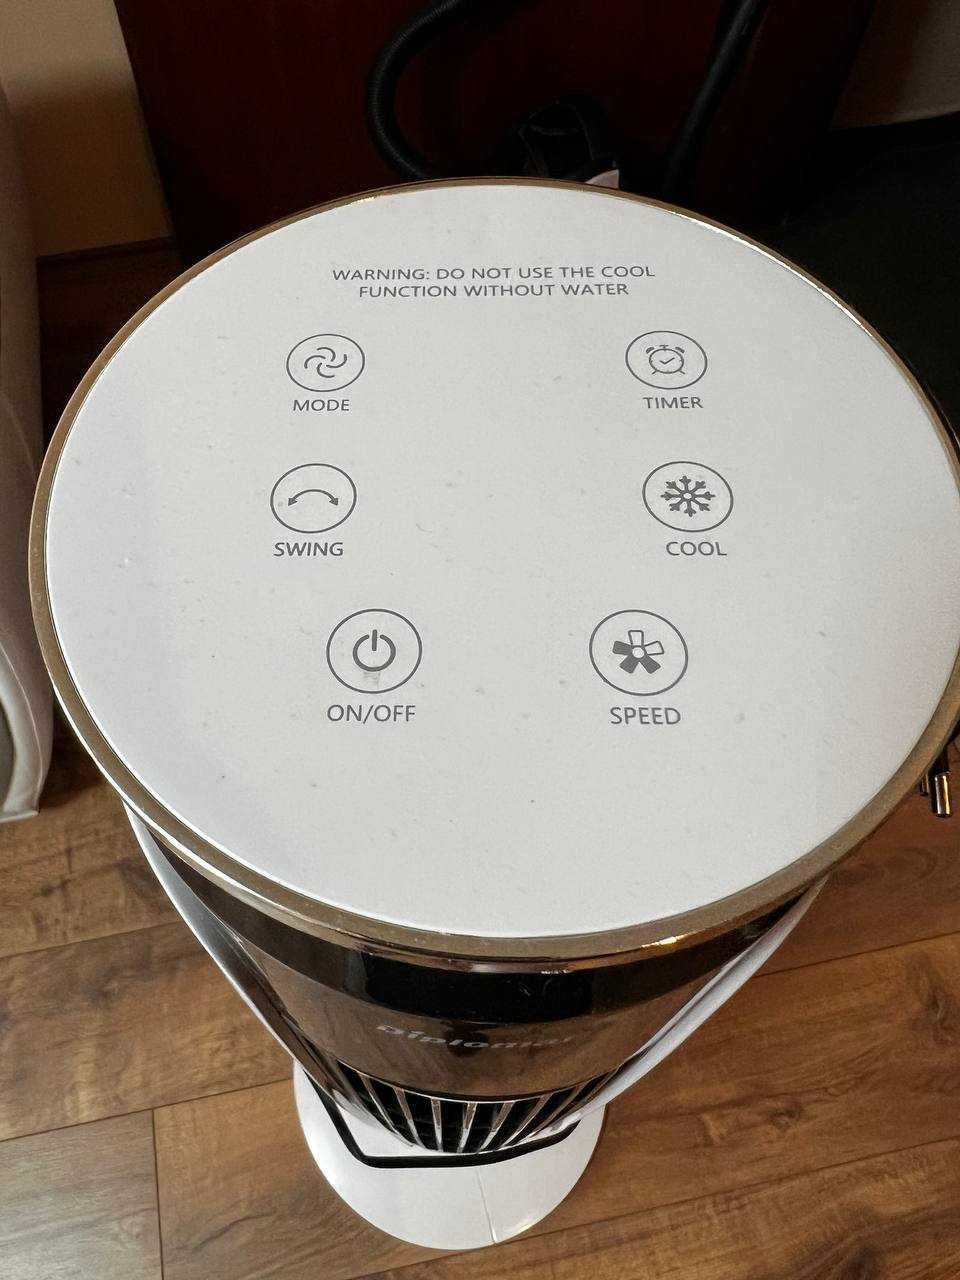 WARNING: DO NOT USE THE COOL
FUNCTION WITHOUT WATER
MODE
TIMER
SWING
COOL
ON/OFF
SPEED